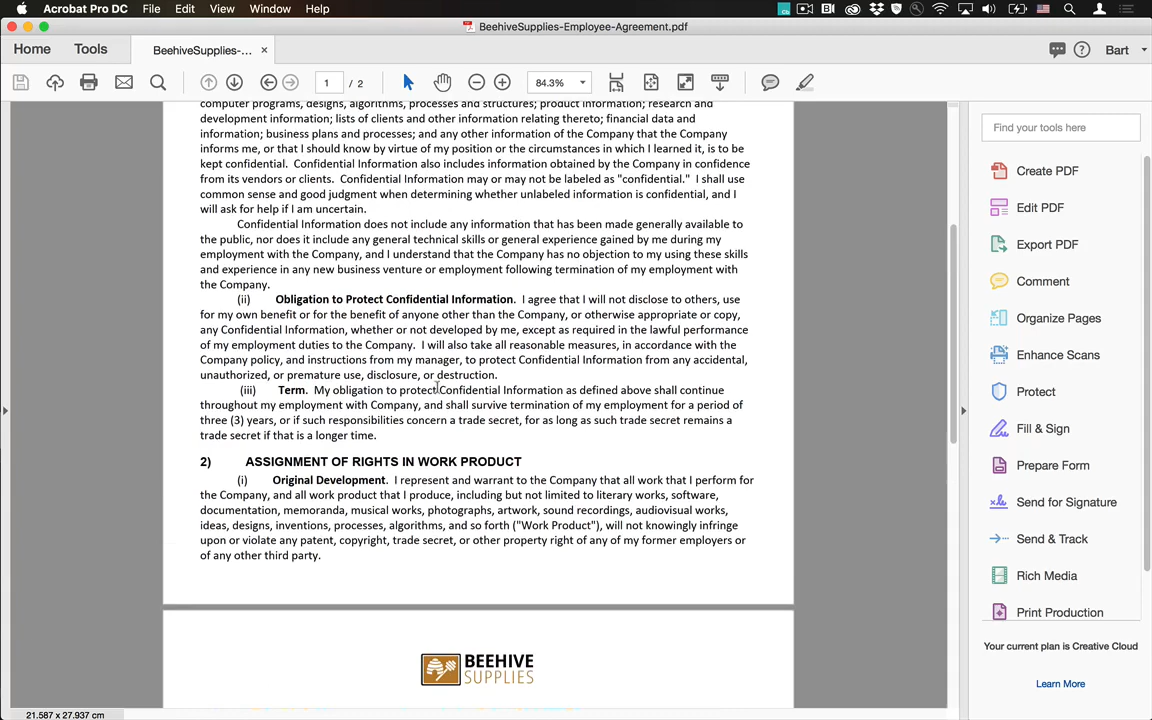 Acrobat Pro DC File Edit View Window Help
BeehiveSupplies-Employee-Agreement.pdf
Home Tools BeehiveSupplies-... × Bart
1 / 2 84.3%
computer programs, designs, algorithms, processes and structures; product information; research and
development information; lists of clients and other information relating thereto; financial data and
information; business plans and processes; and any other information of the Company that the Company
informs me, or that I should know by virtue of my position or the circumstances in which I learned it, is to be
kept confidential. Confidential Information also includes information obtained by the Company in confidence
from its vendors or clients. Confidential Information may or may not be labeled as "confidential." I shall use
common sense and good judgment when determining whether unlabeled information is confidential, and I
will ask for help if I am uncertain.
Confidential Information does not include any information that has been made generally available to
the public, nor does it include any general technical skills or general experience gained by me during my
employment with the Company, and I understand that the Company has no objection to my using these skills
and experience in any new business venture or employment following termination of my employment with
the Company.
(ii) Obligation to Protect Confidential Information. I agree that I will not disclose to others, use
for my own benefit or for the benefit of anyone other than the Company, or otherwise appropriate or copy,
any Confidential Information, whether or not developed by me, except as required in the lawful performance
of my employment duties to the Company. I will also take all reasonable measures, in accordance with the
Company policy, and instructions from my manager, to protect Confidential Information from any accidental,
unauthorized, or premature use, disclosure, or destruction.
(iii) Term. My obligation to protect Confidential Information as defined above shall continue
throughout my employment with Company, and shall survive termination of my employment for a period of
three (3) years, or if such responsibilities concern a trade secret, for as long as such trade secret remains a
trade secret if that is a longer time.
2) ASSIGNMENT OF RIGHTS IN WORK PRODUCT
(i) Original Development. I represent and warrant to the Company that all work that I perform for
the Company, and all work product that I produce, including but not limited to literary works, software,
documentation, memoranda, musical works, photographs, artwork, sound recordings, audiovisual works,
ideas, designs, inventions, processes, algorithms, and so forth ("Work Product"), will not knowingly infringe
upon or violate any patent, copyright, trade secret, or other property right of any of my former employers or
of any other third party.
BEEHIVE
SUPPLIES
21.587 x 27.937 cm
Find your tools here
Create PDF
Edit PDF
Export PDF
Comment
Organize Pages
Enhance Scans
Protect
Fill & Sign
Prepare Form
Send for Signature
Send & Track
Rich Media
Print Production
Your current plan is Creative Cloud
Learn More